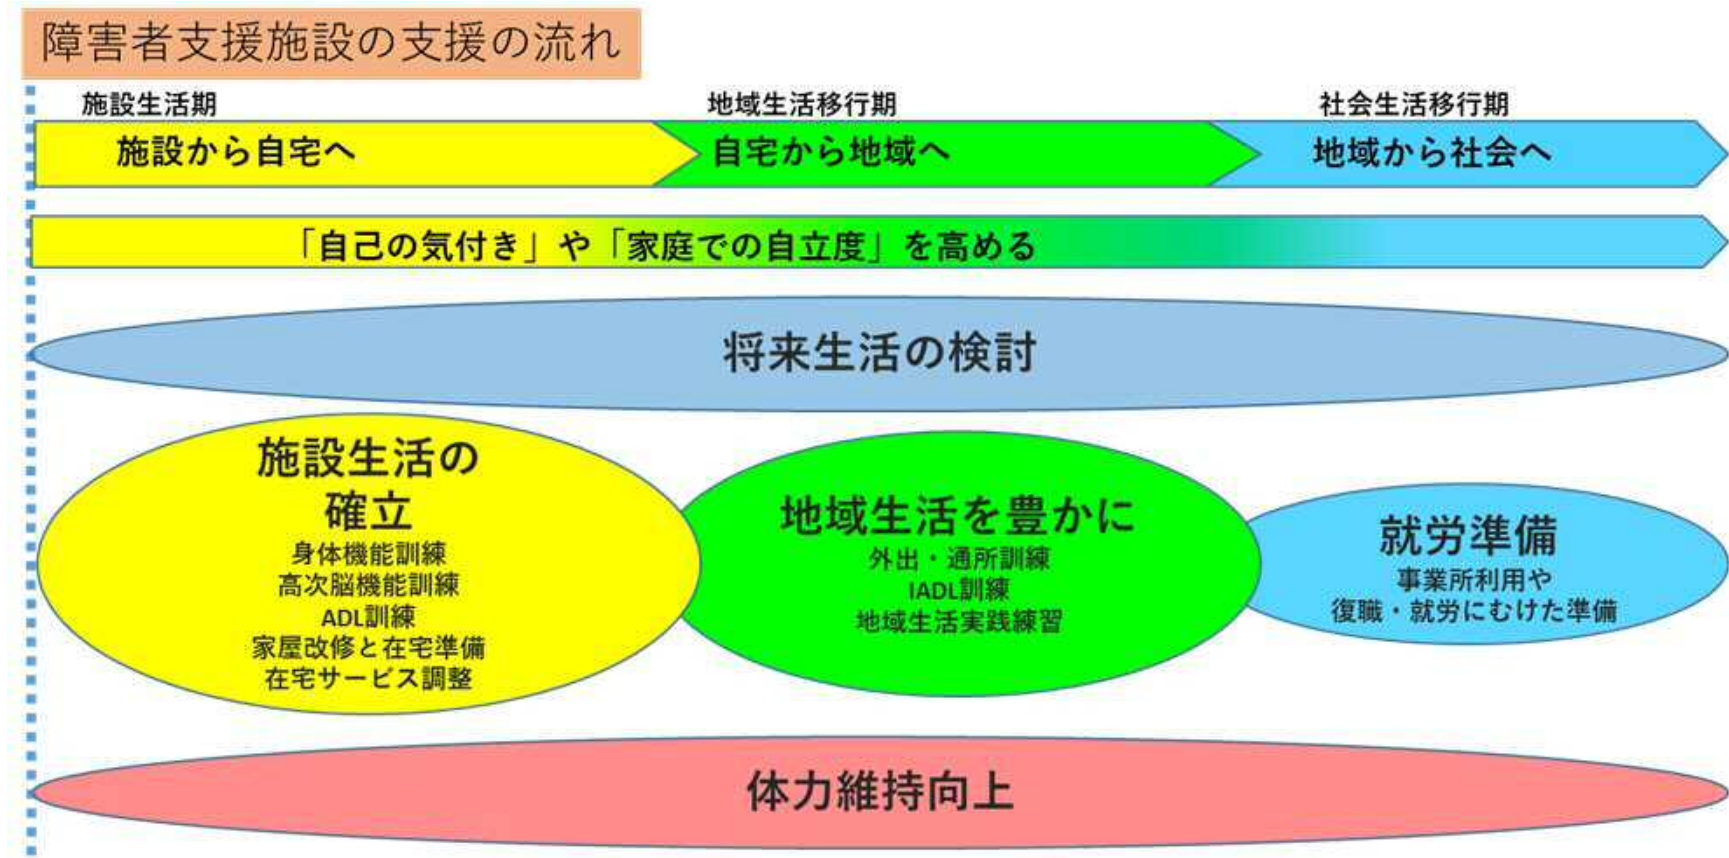 障害者支援施設の支援の流れ
施設生活期
地域生活移行期
社会生活移行期
施設から自宅へ
自宅から地域へ
地域から社会へ
「自己の気付き」や「家庭での自立度」を高める
将来生活の検討
施設生活の
確立
身体機能訓練
高次脳機能訓練
ADL訓練
家屋改修と在宅準備
在宅サービス調整
地域生活を豊かに
外出・通所訓練
IADL訓練
地域生活実践練習
就労準備
事業所利用や
復職・就労にむけた準備
体力維持向上